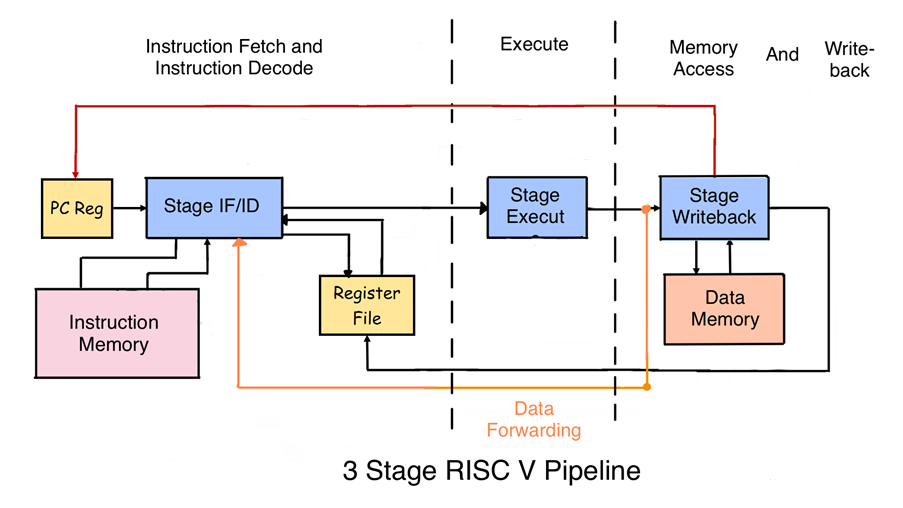 Instruction Fetch and
Instruction Decode
Execute
Memory
Access
And
Write-
back
PC Reg
Stage IF/ID
Stage
Execut
Stage
Writeback
Register
File
Instruction
Memory
Data
Memory
Data
Forwarding
3 Stage RISC V Pipeline